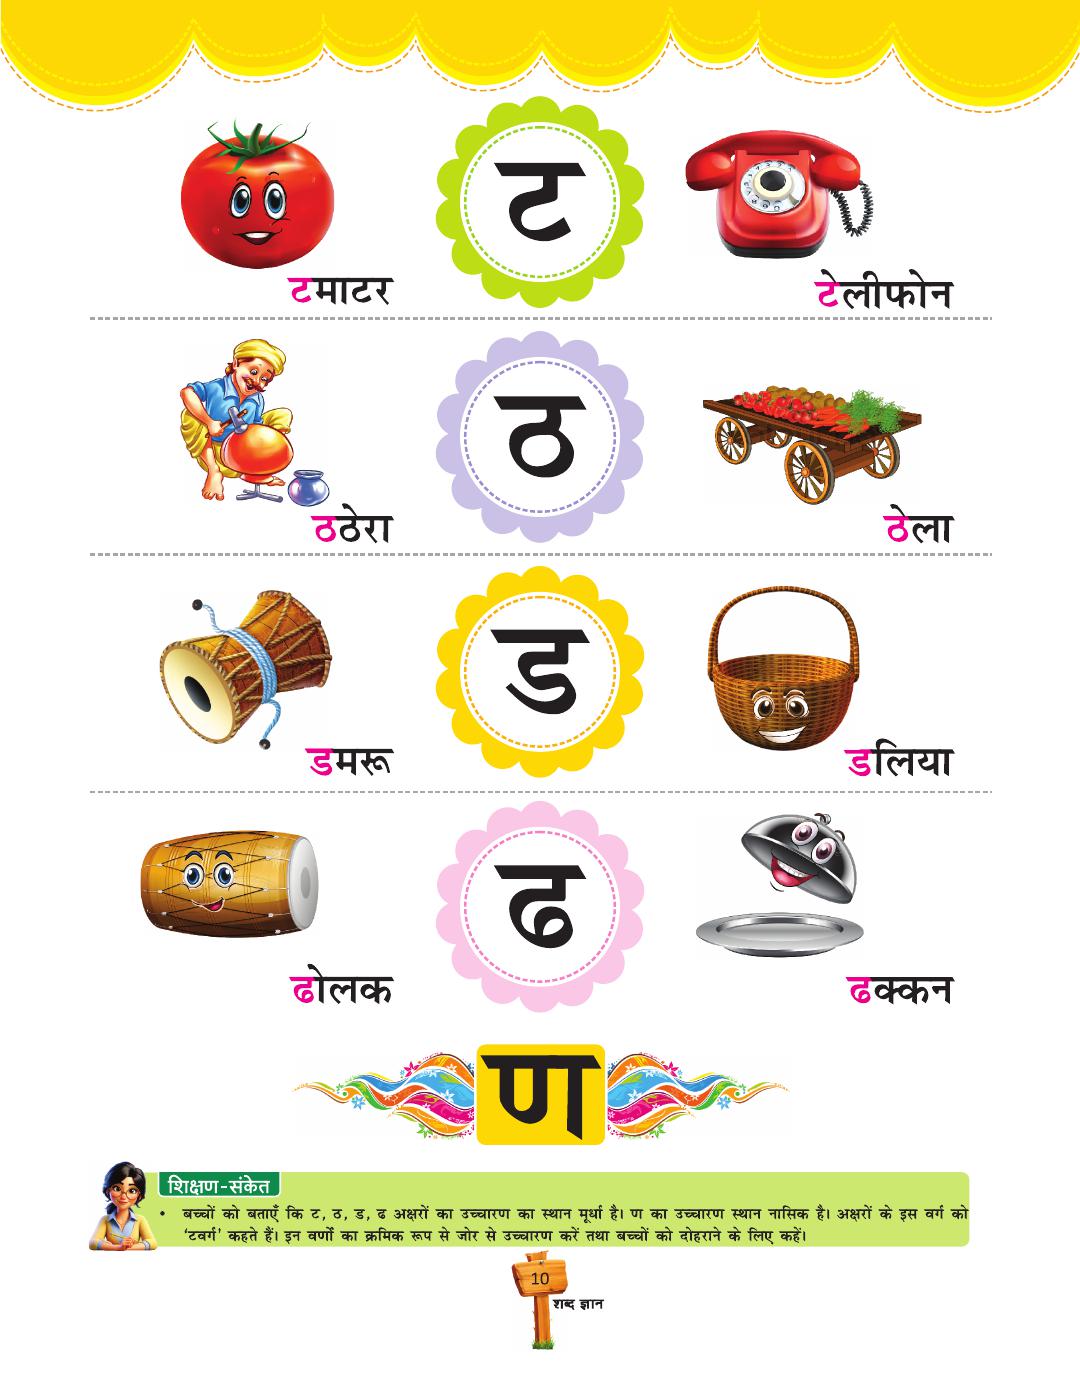 ट
टमाटर
टेलीफोन
ठ
ठठेरा
ठेला
ड
डमरू
डलिया
ढ
ढोलक
ढक्कन
ण
शिक्षण-संकेत
• बच्चों को बताएँ कि ट, ठ, ड, ढ अक्षरों का उच्चारण का स्थान मूर्धा है। ण का उच्चारण स्थान नासिक है। अक्षरों के इस वर्ग को
‘टवर्ग’ कहते हैं। इन वर्णों का क्रमिक रूप से जोर से उच्चारण करें तथा बच्चों को दोहराने के लिए कहें।
10
शब्द ज्ञान